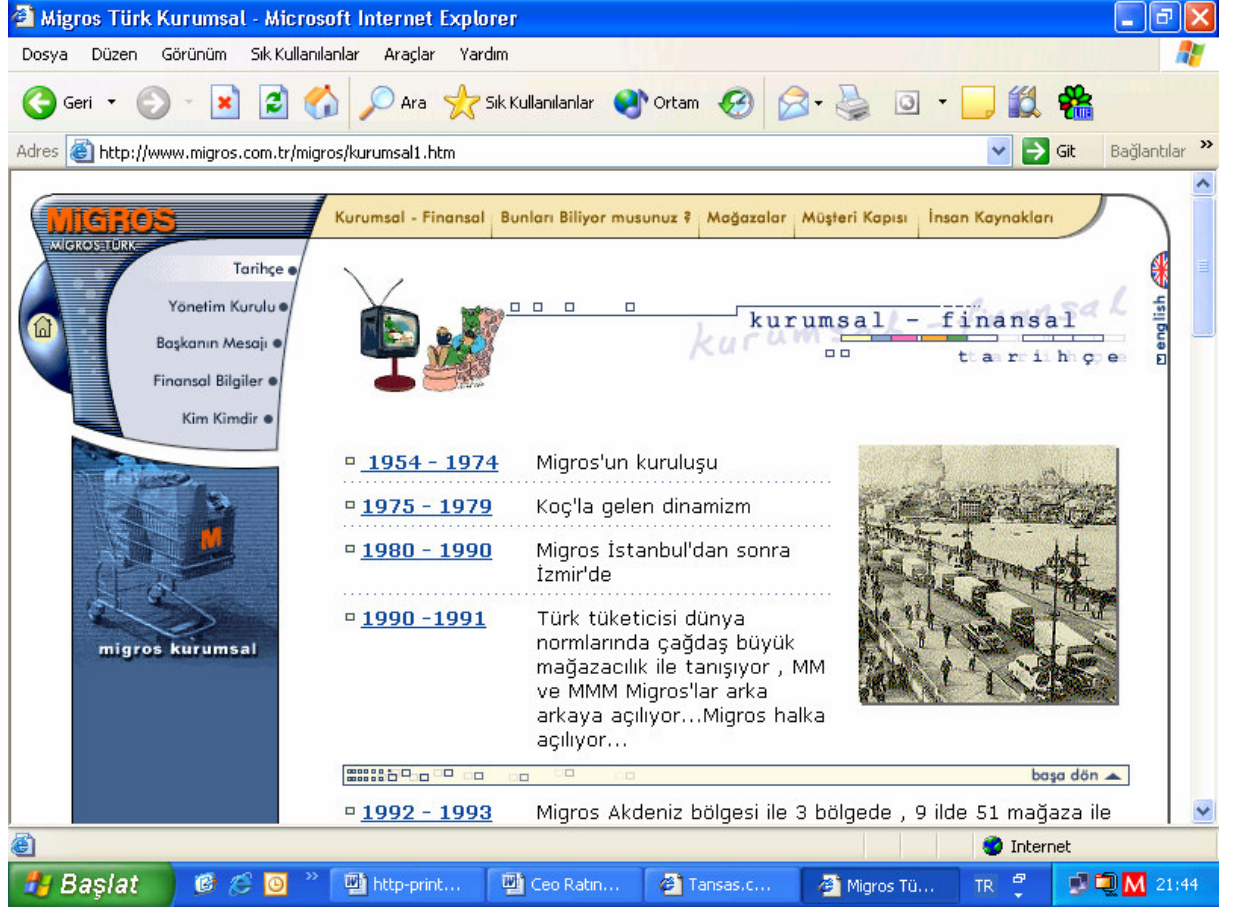 Migros Türk Kurumsal - Microsoft Internet Explorer
Dosya Düzen Görünüm Sık Kullanılanlar Araçlar Yardım
Geri Ara Sık Kullanılanlar Ortam
Adres http://www.migros.com.tr/migros/kurumsal1.htm Git Bağlantılar »
MİGROS
MİGROS TÜRK
Kurumsal - Finansal Bunları Biliyor musunuz ? Mağazalar Müşteri Kapısı İnsan Kaynakları
Tarihçe
Yönetim Kurulu
Başkanın Mesajı
Finansal Bilgiler
Kim Kimdir
kurumsal - finansal
kurumsal - finansal
tarihçe
english
M
migros kurumsal
1954 - 1974 Migros'un kuruluşu
1975 - 1979 Koç'la gelen dinamizm
1980 - 1990 Migros İstanbul'dan sonra
İzmir'de
1990 -1991 Türk tüketicisi dünya
normlarında çağdaş büyük
mağazacılık ile tanışıyor , MM
ve MMM Migros'lar arka
arkaya açılıyor...Migros halka
açılıyor...
başa dön
1992 - 1993 Migros Akdeniz bölgesi ile 3 bölgede , 9 ilde 51 mağaza ile
Internet
Başlat » http-print... Ceo Ratın... Tansas.c... Migros Tü... TR M 21:44